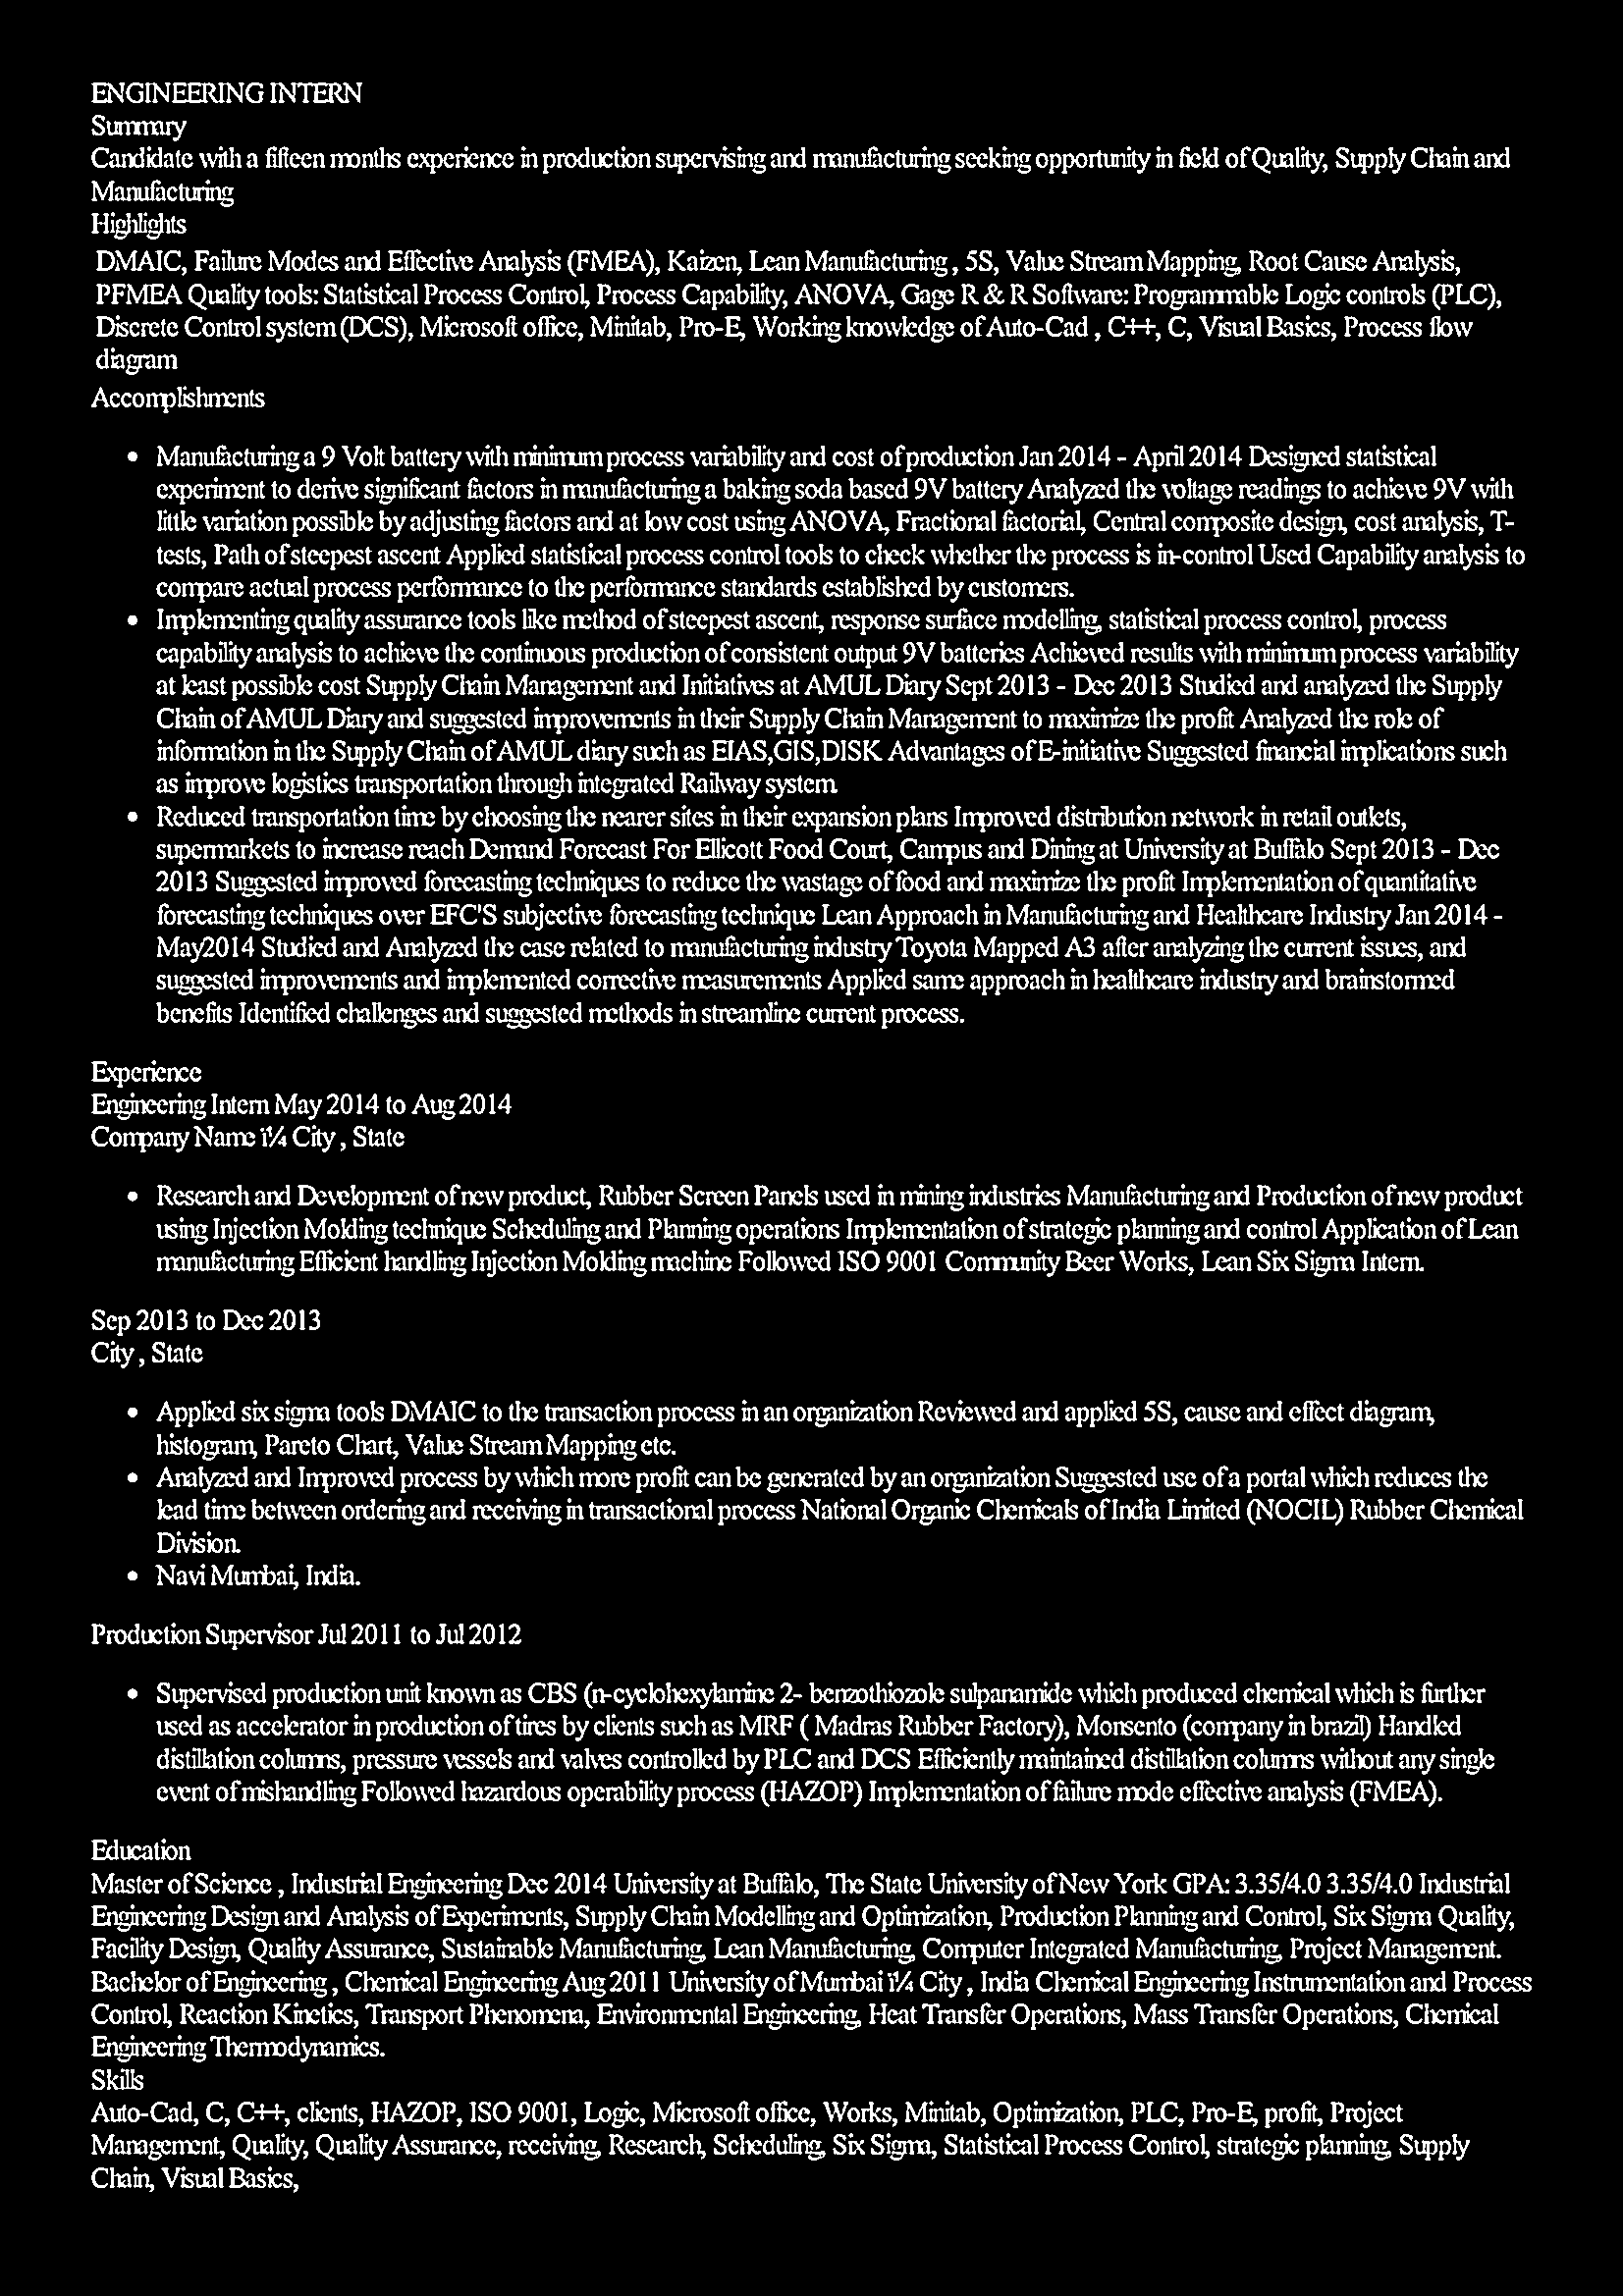 ENGINEERING INTERN
Summary
Candidate with a fifteen months experience in production supervising and manufacturing seeking opportunity in field of Quality, Supply Chain and
Manufacturing
Highlights
DMAIC, Failure Modes and Effective Analysis (FMEA), Kaizen, Lean Manufacturing , 5S, Value Stream Mapping, Root Cause Analysis,
PFMEA Quality tools: Statistical Process Control, Process Capability, ANOVA, Gage R & R Software: Programmable Logic controls (PLC),
Discrete Control system (DCS), Microsoft office, Minitab, Pro-E, Working knowledge of Auto-Cad , C++, C, Visual Basics, Process flow
diagram
Accomplishments
• Manufacturing a 9 Volt battery with minimum process variability and cost of production Jan 2014 - April 2014 Designed statistical
experiment to derive significant factors in manufacturing a baking soda based 9V battery Analyzed the voltage readings to achieve 9V with
little variation possible by adjusting factors and at low cost using ANOVA, Fractional factorial, Central composite design, cost analysis, T-
tests, Path of steepest ascent Applied statistical process control tools to check whether the process is in-control Used Capability analysis to
compare actual process performance to the performance standards established by customers.
• Implementing quality assurance tools like method of steepest ascent, response surface modelling, statistical process control, process
capability analysis to achieve the continuous production of consistent output 9V batteries Achieved results with minimum process variability
at least possible cost Supply Chain Management and Initiatives at AMUL Diary Sept 2013 - Dec 2013 Studied and analyzed the Supply
Chain of AMUL Diary and suggested improvements in their Supply Chain Management to maximize the profit Analyzed the role of
information in the Supply Chain of AMUL diary such as EIAS,GIS,DISK Advantages of E-initiative Suggested financial implications such
as improve logistics transportation through integrated Railway system.
• Reduced transportation time by choosing the nearer sites in their expansion plans Improved distribution network in retail outlets,
supermarkets to increase reach Demand Forecast For Ellicott Food Court, Campus and Dining at University at Buffalo Sept 2013 - Dec
2013 Suggested improved forecasting techniques to reduce the wastage of food and maximize the profit Implementation of quantitative
forecasting techniques over EFC'S subjective forecasting technique Lean Approach in Manufacturing and Healthcare Industry Jan 2014 -
May2014 Studied and Analyzed the case related to manufacturing industry Toyota Mapped A3 after analyzing the current issues, and
suggested improvements and implemented corrective measurements Applied same approach in healthcare industry and brainstormed
benefits Identified challenges and suggested methods in streamline current process.
Experience
Engineering Intern May 2014 to Aug 2014
Company Name ï¼ City , State
• Research and Development of new product, Rubber Screen Panels used in mining industries Manufacturing and Production of new product
using Injection Molding technique Scheduling and Planning operations Implementation of strategic planning and control Application of Lean
manufacturing Efficient handling Injection Molding machine Followed ISO 9001 Community Beer Works, Lean Six Sigma Intern.
Sep 2013 to Dec 2013
City , State
• Applied six sigma tools DMAIC to the transaction process in an organization Reviewed and applied 5S, cause and effect diagram,
histogram, Pareto Chart, Value Stream Mapping etc.
• Analyzed and Improved process by which more profit can be generated by an organization Suggested use of a portal which reduces the
lead time between ordering and receiving in transactional process National Organic Chemicals of India Limited (NOCIL) Rubber Chemical
Division.
• Navi Mumbai, India.
Production Supervisor Jul 2011 to Jul 2012
• Supervised production unit known as CBS (n-cyclohexylamine 2- benzothiozole sulpanamide which produced chemical which is further
used as accelerator in production of tires by clients such as MRF ( Madras Rubber Factory), Monsento (company in brazil) Handled
distillation columns, pressure vessels and valves controlled by PLC and DCS Efficiently maintained distillation columns without any single
event of mishandling Followed hazardous operability process (HAZOP) Implementation of failure mode effective analysis (FMEA).
Education
Master of Science , Industrial Engineering Dec 2014 University at Buffalo, The State University of New York GPA: 3.35/4.0 3.35/4.0 Industrial
Engineering Design and Analysis of Experiments, Supply Chain Modelling and Optimization, Production Planning and Control, Six Sigma Quality,
Facility Design, Quality Assurance, Sustainable Manufacturing, Lean Manufacturing, Computer Integrated Manufacturing, Project Management.
Bachelor of Engineering , Chemical Engineering Aug 2011 University of Mumbai ï¼ City , India Chemical Engineering Instrumentation and Process
Control, Reaction Kinetics, Transport Phenomena, Environmental Engineering, Heat Transfer Operations, Mass Transfer Operations, Chemical
Engineering Thermodynamics.
Skills
Auto-Cad, C, C++, clients, HAZOP, ISO 9001, Logic, Microsoft office, Works, Minitab, Optimization, PLC, Pro-E, profit, Project
Management, Quality, Quality Assurance, receiving, Research, Scheduling, Six Sigma, Statistical Process Control, strategic planning, Supply
Chain, Visual Basics,